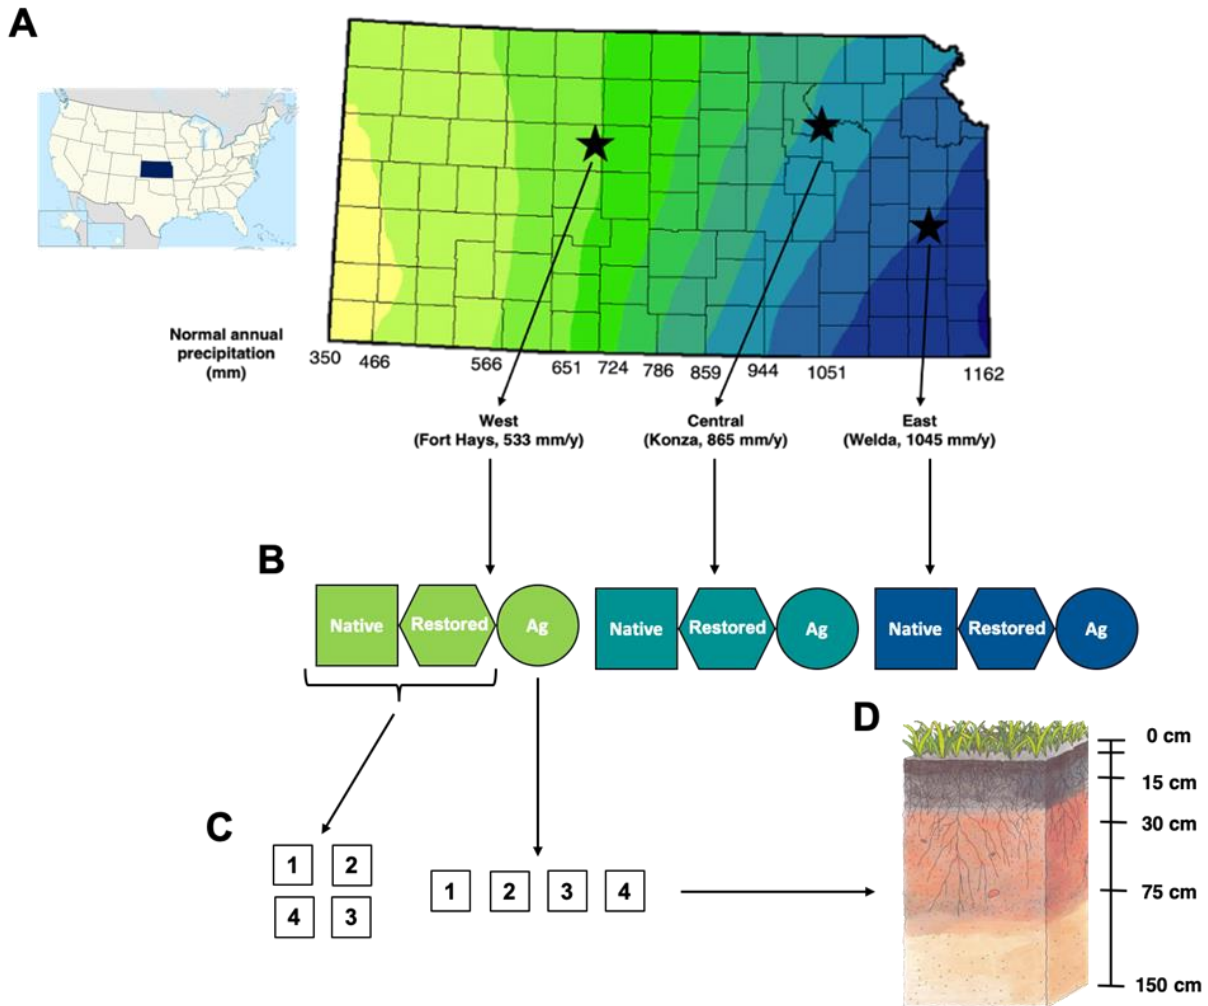 A
Normal annual
precipitation
(mm)
350 466 566 651 724 786 859 944 1051 1162
West
(Fort Hays, 533 mm/y)
Central
(Konza, 865 mm/y)
East
(Welda, 1045 mm/y)
B
Native Restored Ag
Native Restored Ag
Native Restored Ag
C
1 2
4 3
1 2 3 4
D
0 cm
15 cm
30 cm
75 cm
150 cm